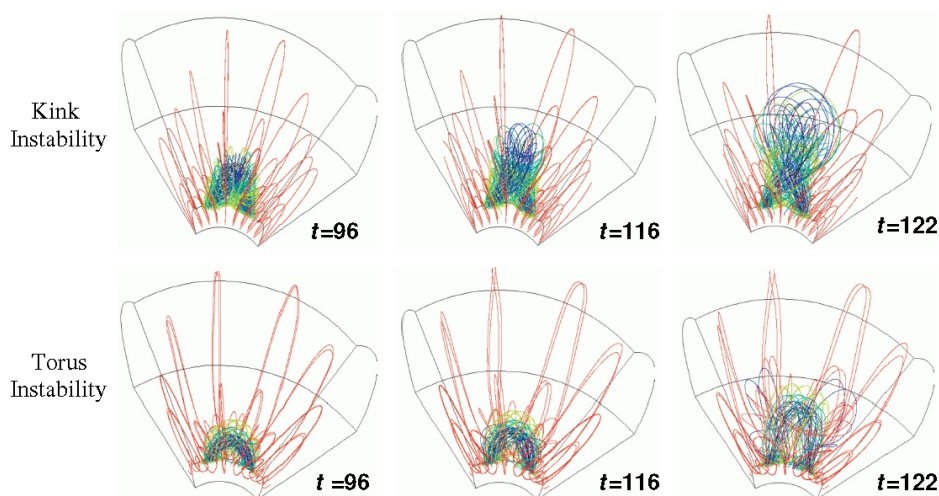 Kink
Instability
t=96
t=116
t=122
Torus
Instability
t =96
t=116
t=122